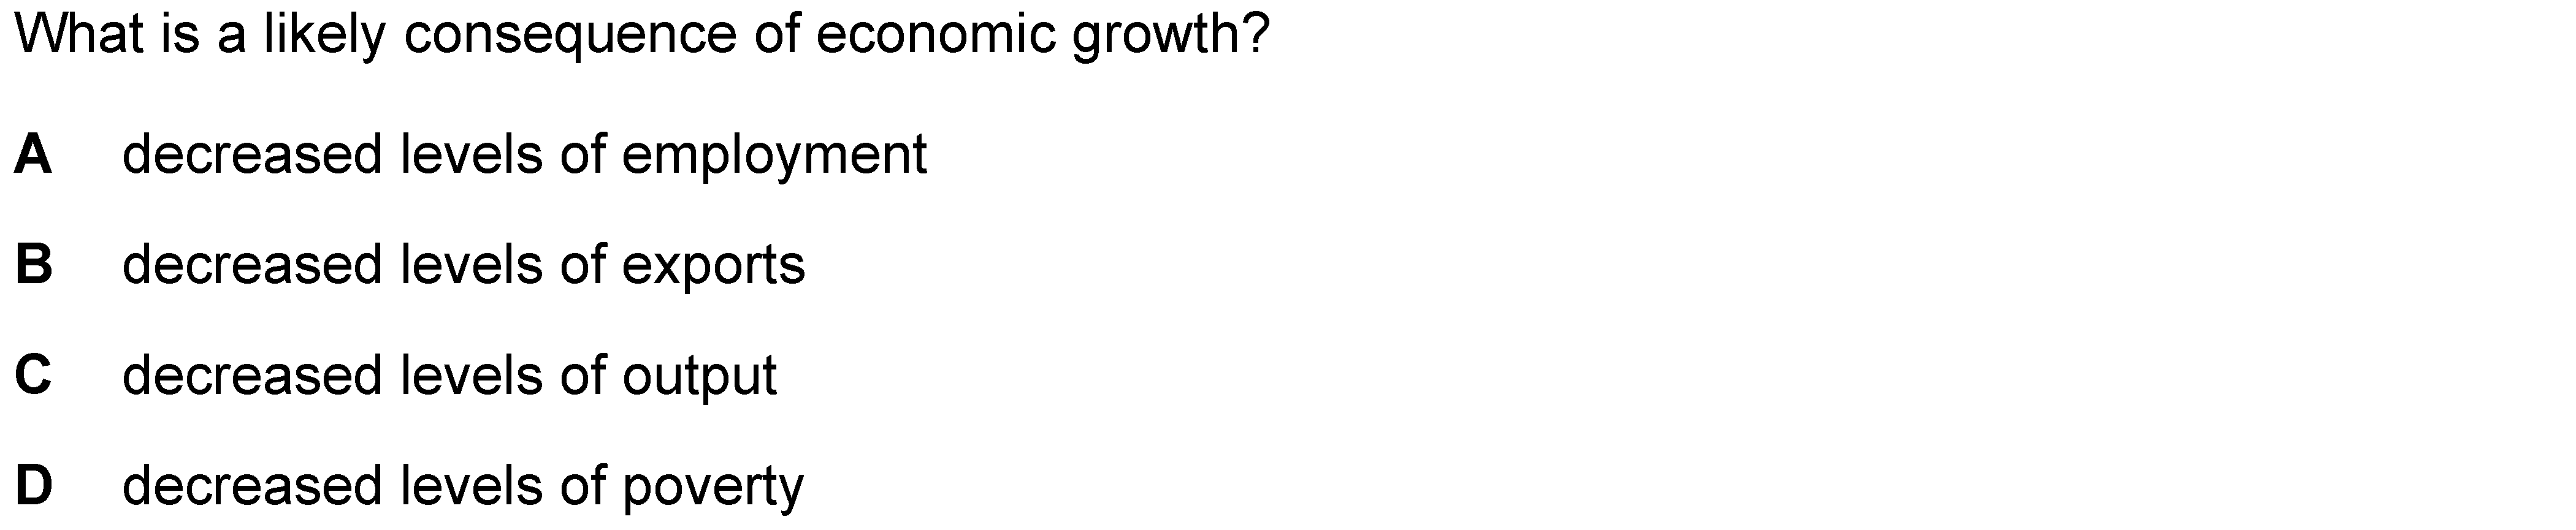 What is a likely consequence of economic growth?
A decreased levels of employment
B decreased levels of exports
C decreased levels of output
D decreased levels of poverty